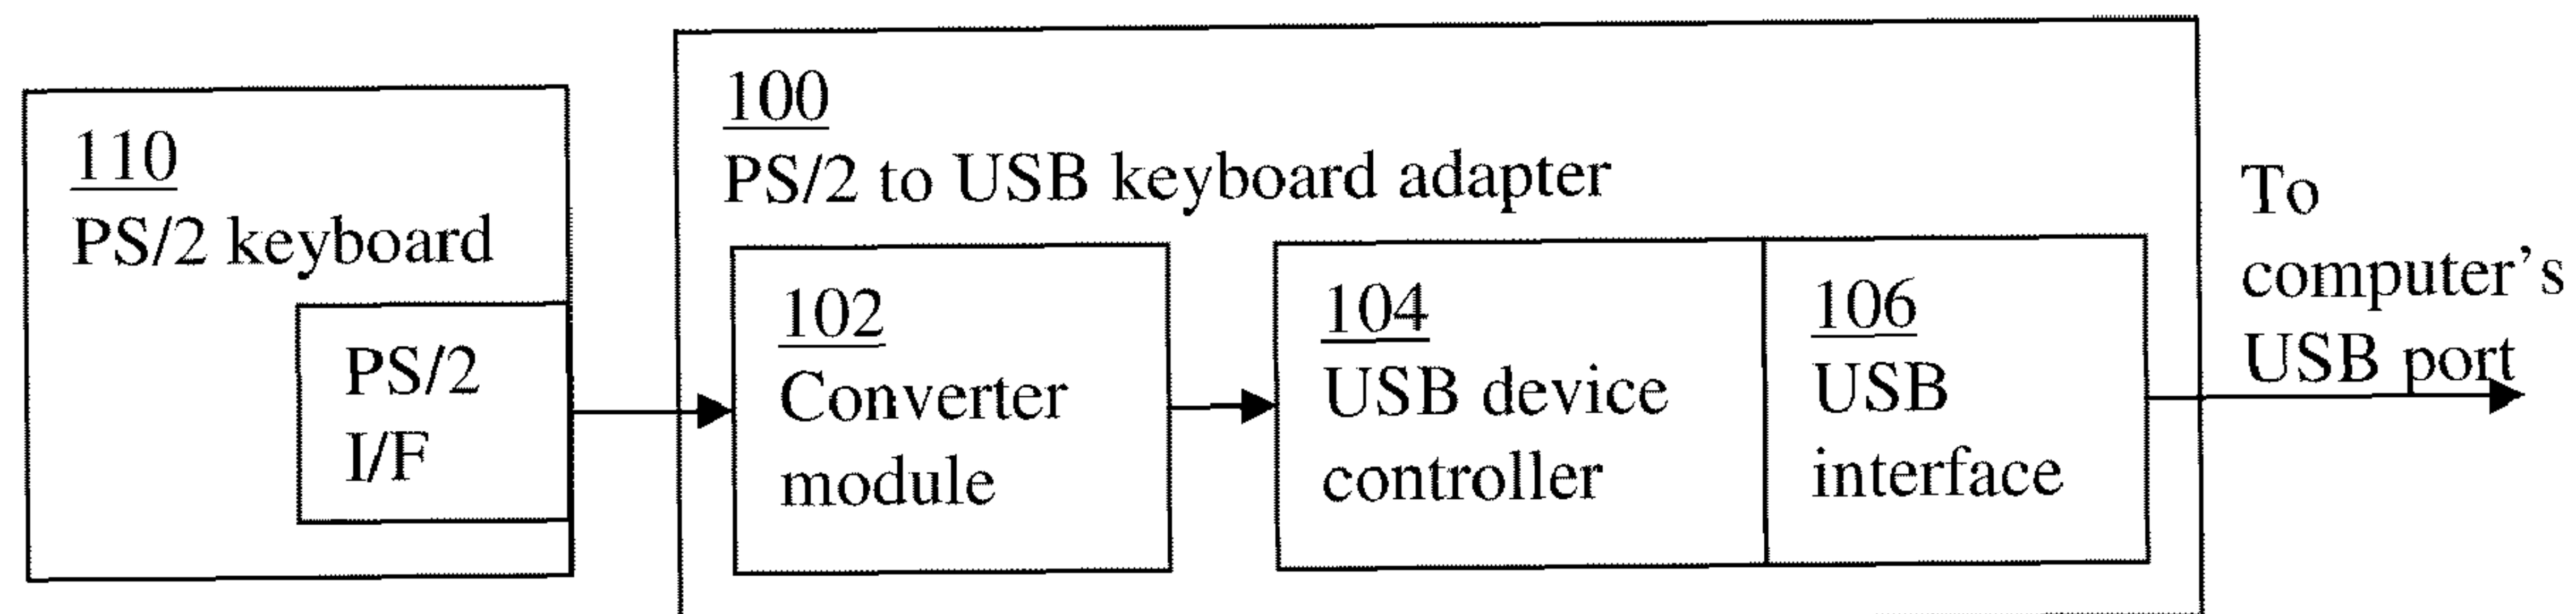 110
PS/2 keyboard
PS/2
I/F
100
PS/2 to USB keyboard adapter
102
Converter
module
104
USB device
controller
106
USB
interface
To
computer’s
USB port